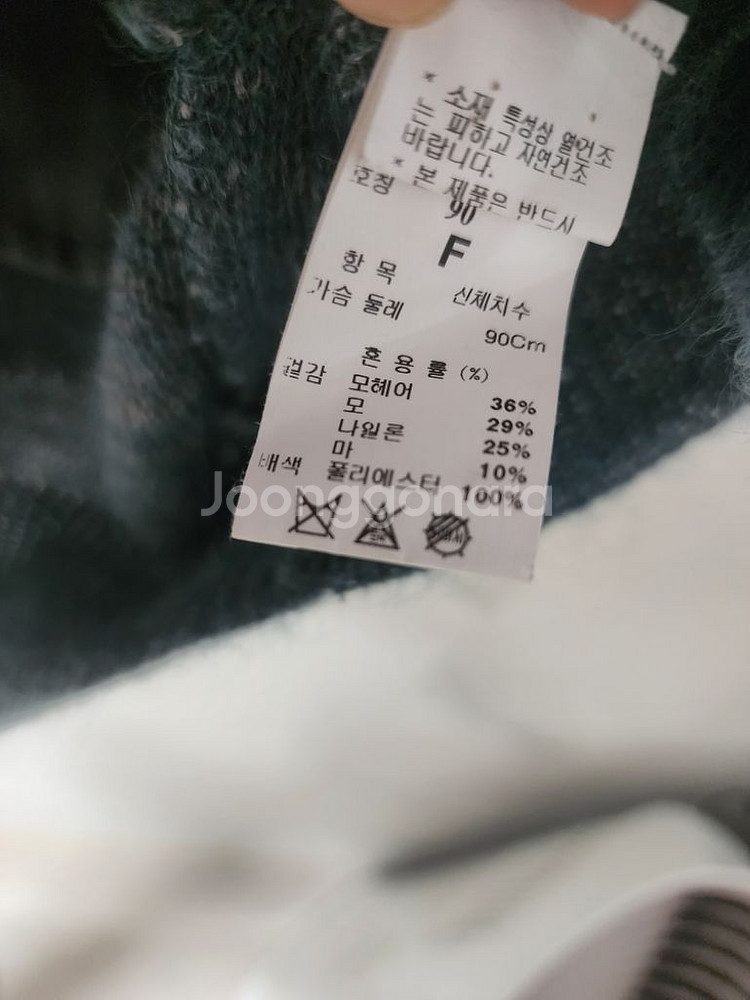 * 소재 특성상 열건조
는 피하고 자연건조
바랍니다.
* 본 제품은 반드시
호칭 90
F
항 목 신체치수
가슴 둘레 90Cm
혼 용 률 (%)
겉감 모헤어 36%
모 29%
나일론 25%
마 10%
배색 폴리에스터 100%
Joonggonara